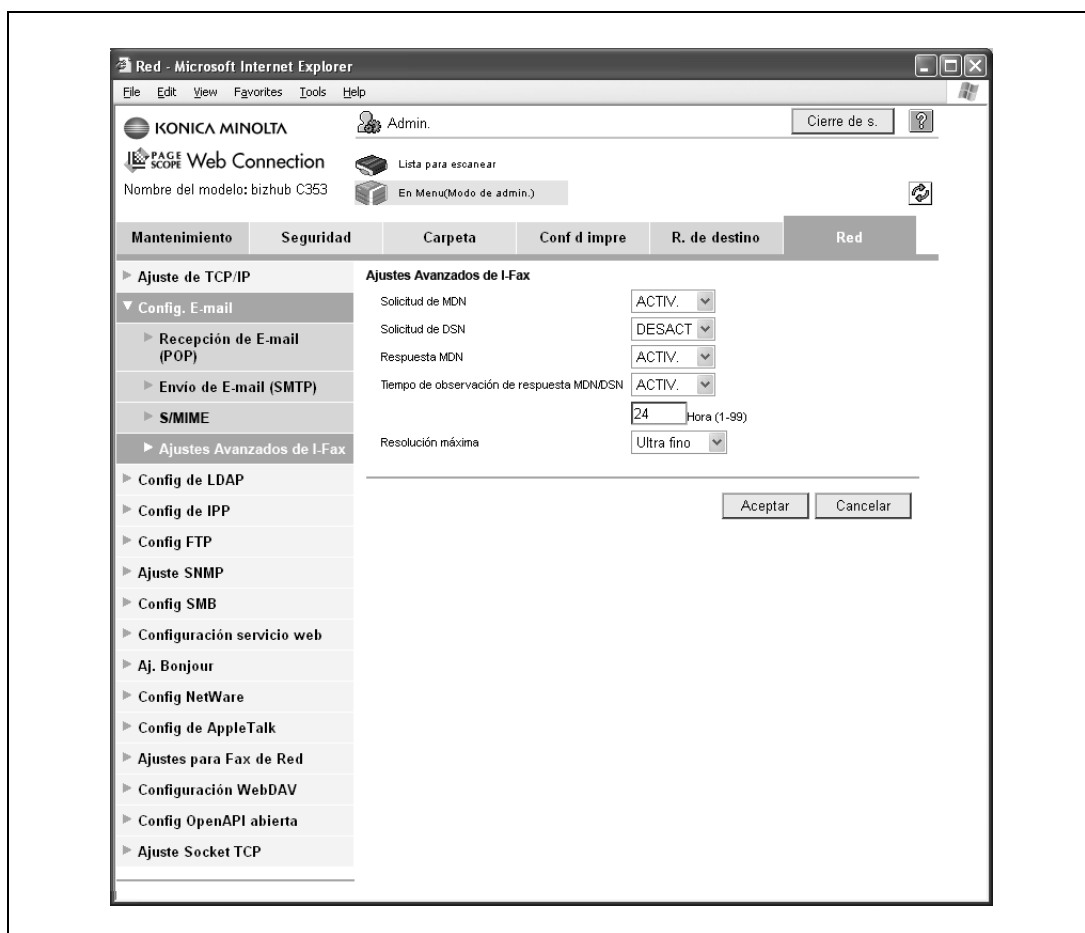 Red - Microsoft Internet Explorer
File Edit View Favorites Tools Help
KONICA MINOLTA
Admin.
Cierre de s.
?
PAGE SCOPE Web Connection
Lista para escanear
Nombre del modelo: bizhub C353
En Menu(Modo de admin.)
Mantenimiento Seguridad Carpeta Conf d impre R. de destino Red
Ajuste de TCP/IP
Config. E-mail
Recepción de E-mail
(POP)
Envío de E-mail (SMTP)
S/MIME
Ajustes Avanzados de I-Fax
Config de LDAP
Config de IPP
Config FTP
Ajuste SNMP
Config SMB
Configuración servicio web
Aj. Bonjour
Config NetWare
Config de AppleTalk
Ajustes para Fax de Red
Configuración WebDAV
Config OpenAPI abierta
Ajuste Socket TCP
Ajustes Avanzados de I-Fax
Solicitud de MDN ACTIV.
Solicitud de DSN DESACT
Respuesta MDN ACTIV.
Tiempo de observación de respuesta MDN/DSN ACTIV.
24 Hora (1-99)
Resolución máxima Ultra fino
Aceptar Cancelar